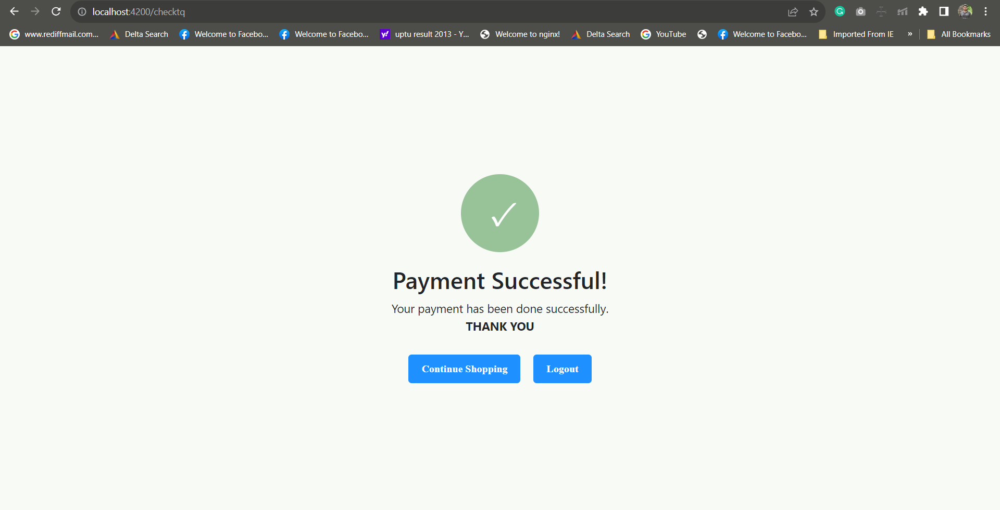 localhost:4200/checktq
www.rediffmail.com... Delta Search Welcome to Facebo... Welcome to Facebo... uptu result 2013 - Y... Welcome to nginx! Delta Search YouTube Welcome to Facebo... Imported From IE » All Bookmarks
Payment Successful!
Your payment has been done successfully.
THANK YOU
Continue Shopping Logout